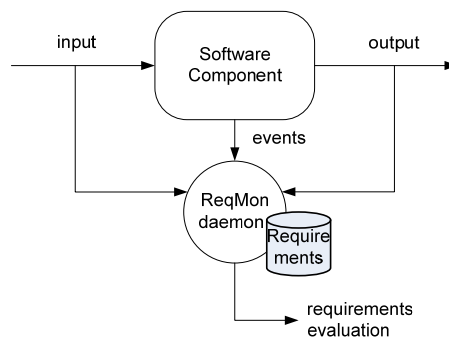 input
Software
Component
output
events
ReqMon
daemon
Require
ments
requirements
evaluation